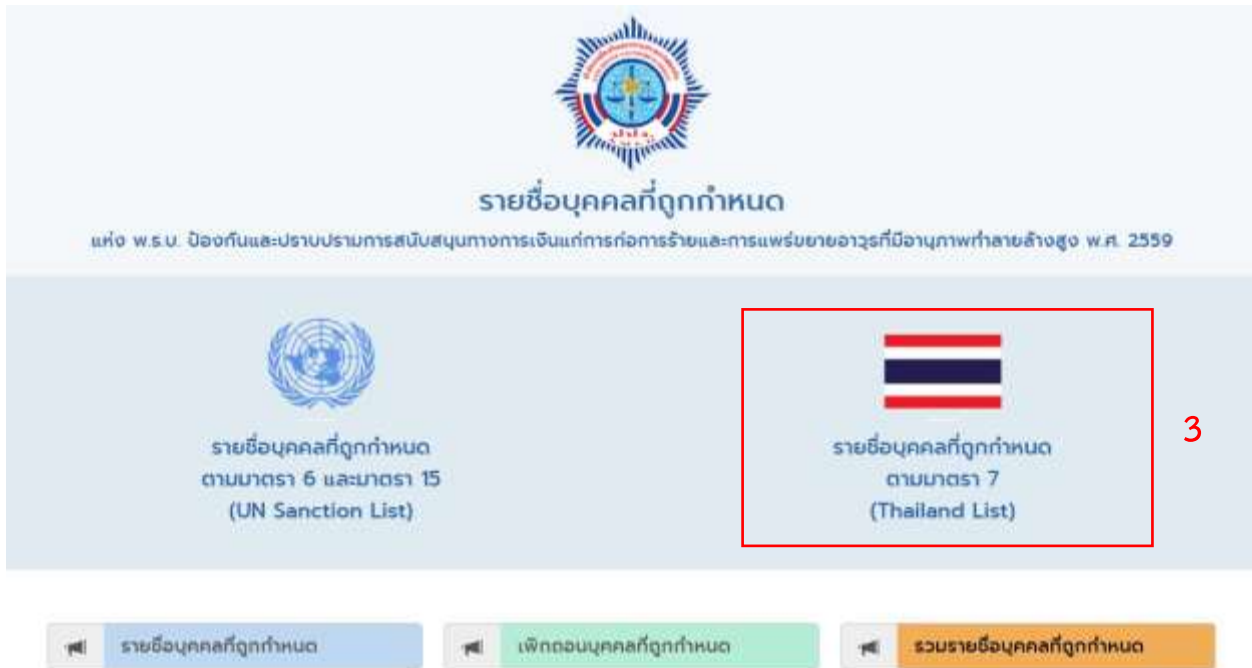 รายชื่อบุคคลที่ถูกกำหนด
แห่ง พ.ร.บ. ป้องกันและปราบปรามการสนับสนุนทางการเงินแก่การก่อการร้ายและการแพร่ขยายอาวุธที่มีอานุภาพทำลายล้างสูง พ.ศ. 2559
รายชื่อบุคคลที่ถูกกำหนด
ตามมาตรา 6 และมาตรา 15
(UN Sanction List)
รายชื่อบุคคลที่ถูกกำหนด
ตามมาตรา 7
(Thailand List)
3
รายชื่อบุคคลที่ถูกกำหนด
เพิกถอนบุคคลที่ถูกกำหนด
รวมรายชื่อบุคคลที่ถูกกำหนด